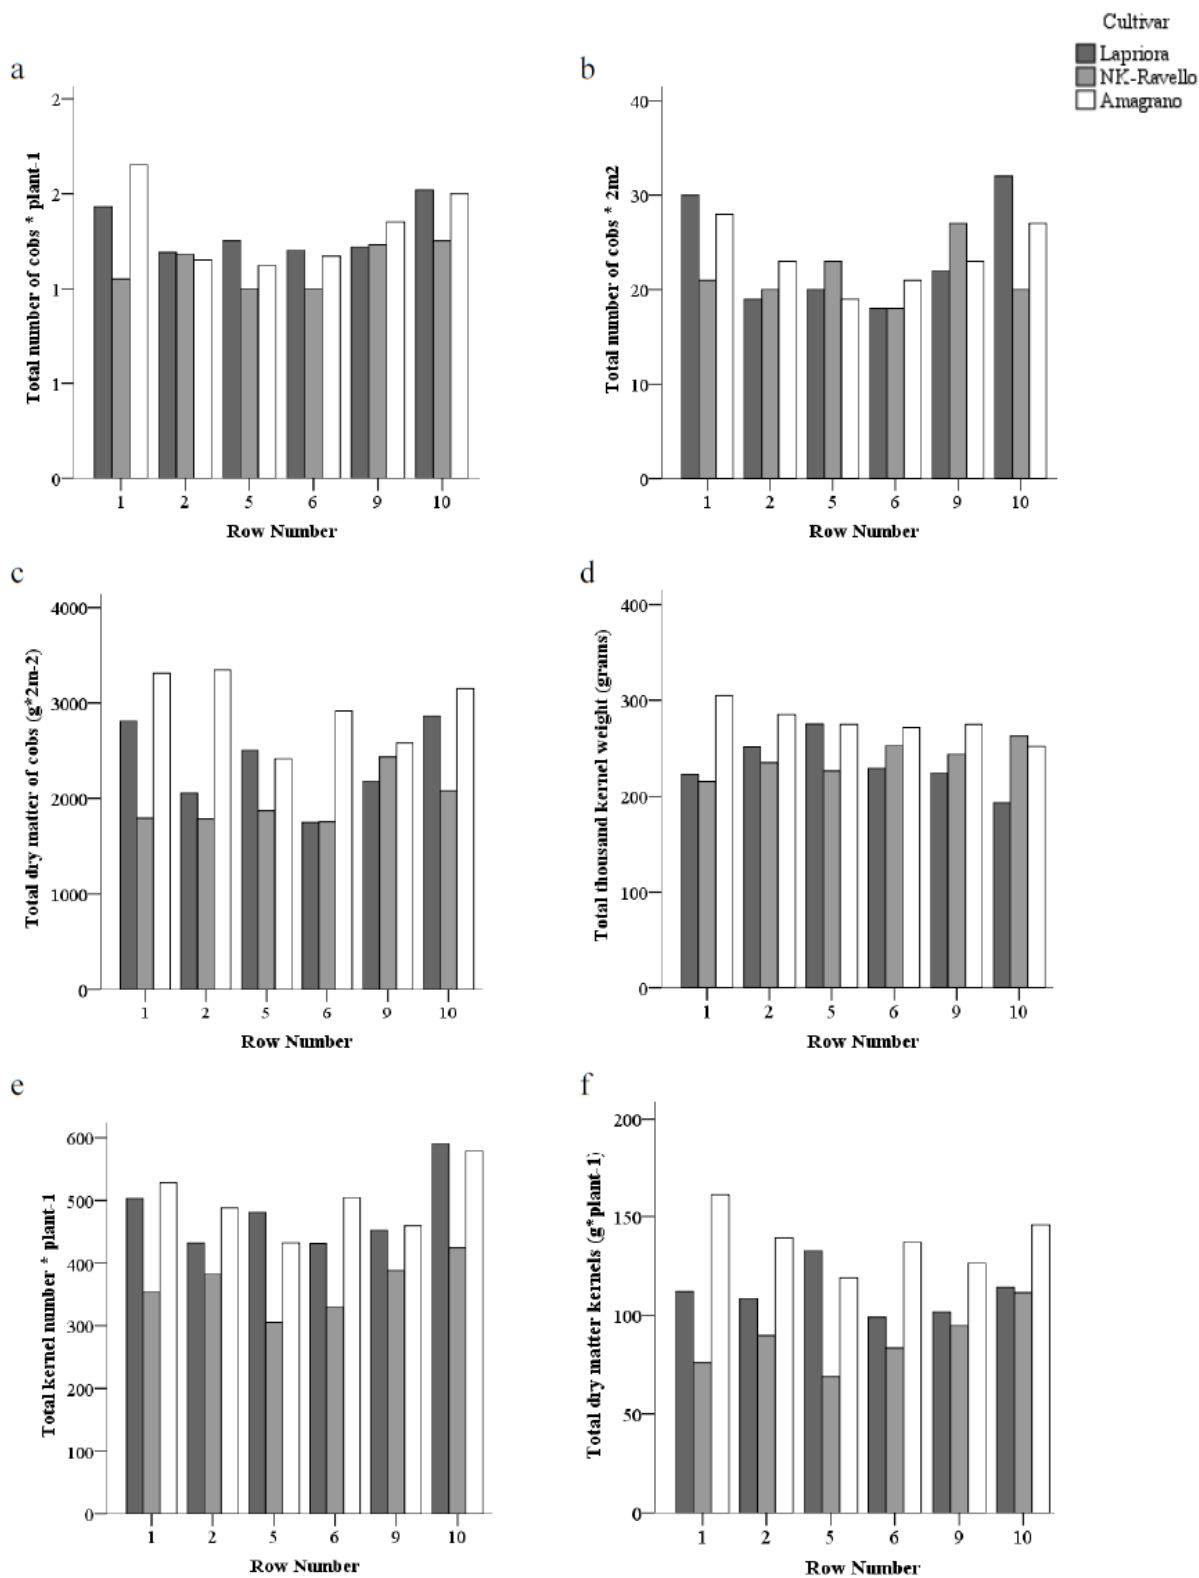 Cultivar
Lapriora
NK-Ravello
Amagrano
a
Total number of cobs * plant-1
2
2
1
1
0
1 2 5 6 9 10
Row Number
b
Total number of cobs * 2m2
40
30
20
10
0
1 2 5 6 9 10
Row Number
c
Total dry matter of cobs (g*2m-2)
4000
3000
2000
1000
0
1 2 5 6 9 10
Row Number
d
Total thousand kernel weight (grams)
400
300
200
100
0
1 2 5 6 9 10
Row Number
e
Total kernel number * plant-1
600
500
400
300
200
100
0
1 2 5 6 9 10
Row Number
f
Total dry matter kernels (g*plant-1)
200
150
100
50
0
1 2 5 6 9 10
Row Number